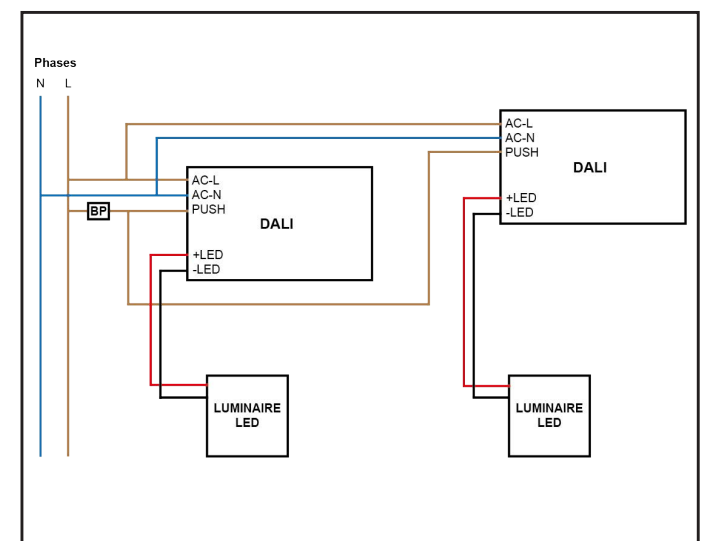 Phases
N L
AC-L
AC-N
PUSH
DALI
+LED
-LED
AC-L
AC-N
BP
PUSH
DALI
+LED
-LED
LUMINAIRE
LED
LUMINAIRE
LED